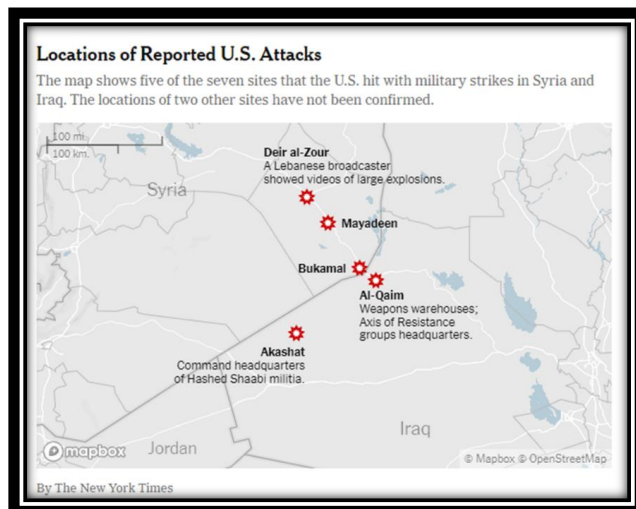 Locations of Reported U.S. Attacks
The map shows five of the seven sites that the U.S. hit with military strikes in Syria and
Iraq. The locations of two other sites have not been confirmed.
100 mi.
100 km.
Deir al-Zour
A Lebanese broadcaster
showed videos of large explosions.
Syria
Mayadeen
Bukamal
Al-Qaim
Weapons warehouses;
Axis of Resistance
groups headquarters.
Akashat
Command headquarters
of Hashed Shaabi militia.
Iraq
Jordan
mapbox
© Mapbox © OpenStreetMap
By The New York Times